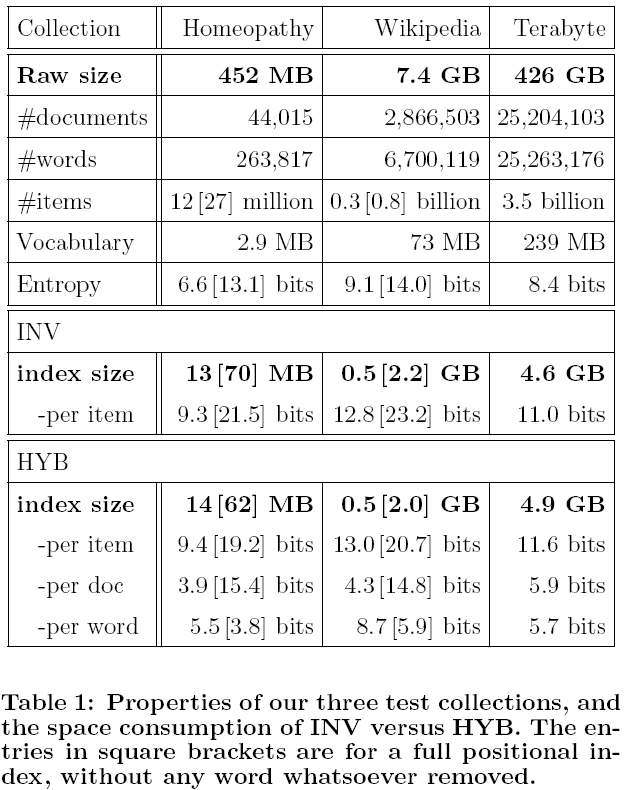 Collection Homeopathy Wikipedia Terabyte
Raw size 452 MB 7.4 GB 426 GB
#documents 44,015 2,866,503 25,204,103
#words 263,817 6,700,119 25,263,176
#items 12 [27] million 0.3 [0.8] billion 3.5 billion
Vocabulary 2.9 MB 73 MB 239 MB
Entropy 6.6 [13.1] bits 9.1 [14.0] bits 8.4 bits
INV
index size 13 [70] MB 0.5 [2.2] GB 4.6 GB
-per item 9.3 [21.5] bits 12.8 [23.2] bits 11.0 bits
HYB
index size 14 [62] MB 0.5 [2.0] GB 4.9 GB
-per item 9.4 [19.2] bits 13.0 [20.7] bits 11.6 bits
-per doc 3.9 [15.4] bits 4.3 [14.8] bits 5.9 bits
-per word 5.5 [3.8] bits 8.7 [5.9] bits 5.7 bits
Table 1: Properties of our three test collections, and
the space consumption of INV versus HYB. The en-
tries in square brackets are for a full positional in-
dex, without any word whatsoever removed.